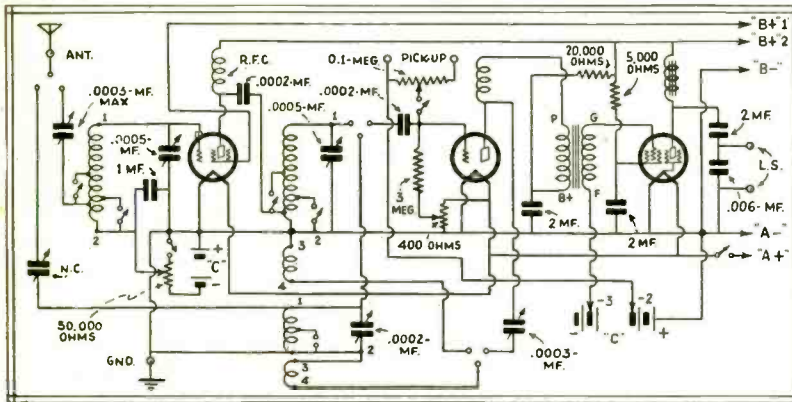 "B+"1
"B+"2
"B-"
"A-"
"A+"
ANT.
.0003-MF.
MAX
R.F.C.
.0002-MF.
0.1-MEG.
PICK-UP
.0002-MF.
20,000
OHMS
5,000
OHMS
1
.0005-
MF.
1 MF.
.0005-MF.
1
P
G
2 MF.
L.S.
3
MEG.
B+
F
.006-MF.
2
+
"C"
-
2
3
400 OHMS
2 MF.
2 MF.
N.C.
4
50,000
OHMS
1
2
.0002-
MF.
.0003-
MF.
-3
-2
-
"C"
+
GND.
3
4